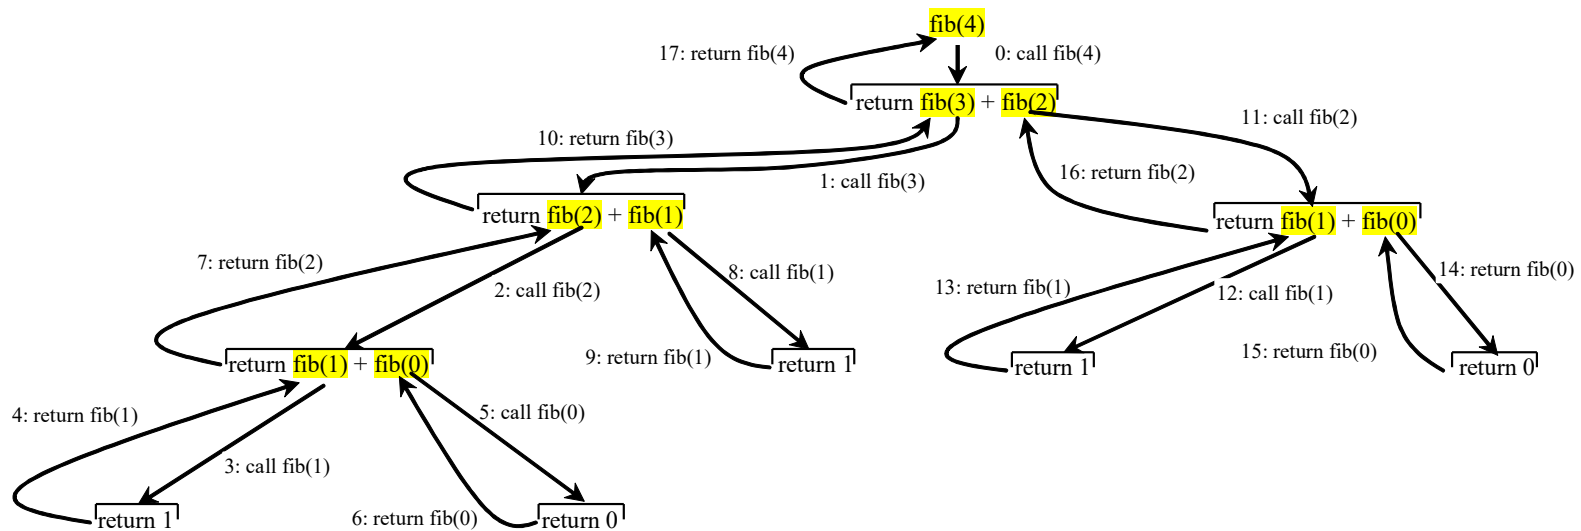 fib(4)
17: return fib(4)
0: call fib(4)
return fib(3) + fib(2)
10: return fib(3)
11: call fib(2)
1: call fib(3)
16: return fib(2)
return fib(2) + fib(1)
return fib(1) + fib(0)
7: return fib(2)
2: call fib(2)
8: call fib(1)
13: return fib(1)
12: call fib(1)
14: return fib(0)
return fib(1) + fib(0)
9: return fib(1)
return 1
return 1
15: return fib(0)
return 0
4: return fib(1)
5: call fib(0)
3: call fib(1)
return 1
6: return fib(0)
return 0